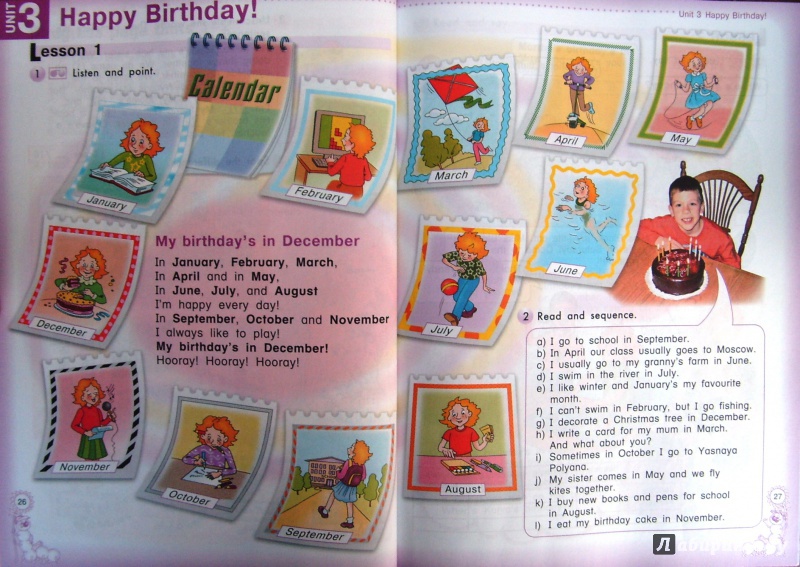 UNIT 3
Happy Birthday!
Lesson 1
1 Listen and point.
Calendar
January
February
December
My birthday's in December
In January, February, March,
In April and in May,
In June, July, and August
I'm happy every day!
In September, October and November
I always like to play!
My birthday's in December!
Hooray! Hooray! Hooray!
November
October
September
26
Unit 3 Happy Birthday!
March
April
May
June
July
August
2 Read and sequence.
a) I go to school in September.
b) In April our class usually goes to Moscow.
c) I usually go to my granny's farm in June.
d) I swim in the river in July.
e) I like winter and January's my favourite
month.
f) I can't swim in February, but I go fishing.
g) I decorate a Christmas tree in December.
h) I write a card for my mum in March.
And what about you?
i) Sometimes in October I go to Yasnaya
Polyana.
j) My sister comes in May and we fly
kites together.
k) I buy new books and pens for school
in August.
l) I eat my birthday cake in November.
27
Лабиринт